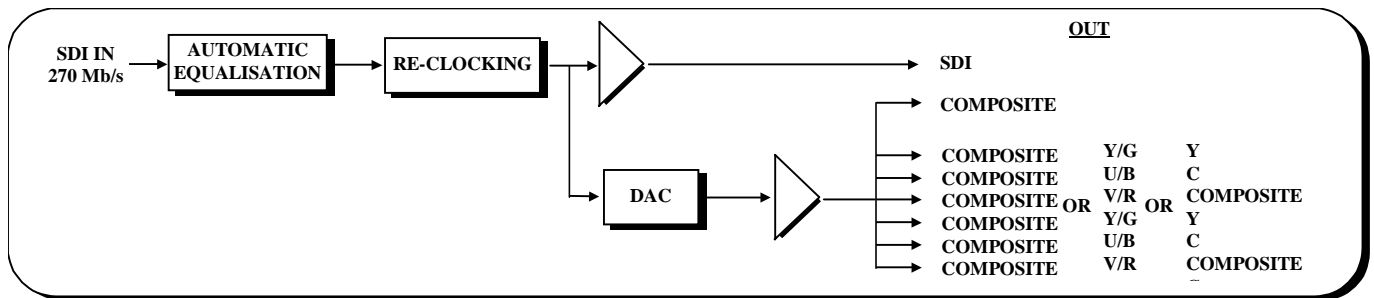 OUT
SDI IN
270 Mb/s
AUTOMATIC
EQUALISATION
RE-CLOCKING
SDI
COMPOSITE
DAC
COMPOSITE Y/G Y
COMPOSITE U/B C
COMPOSITE OR V/R OR COMPOSITE
COMPOSITE Y/G Y
COMPOSITE U/B C
COMPOSITE V/R COMPOSITE